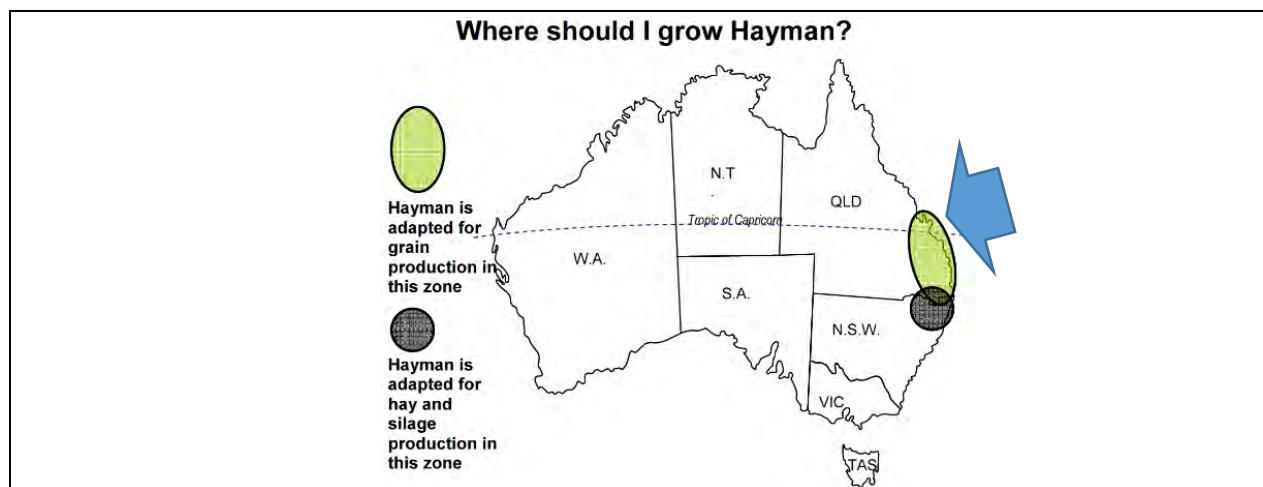 Where should I grow Hayman?
Hayman is
adapted for
grain
production in
this zone
Hayman is
adapted for
hay and
silage
production in
this zone
N.T
QLD
Tropic of Capricorn
W.A.
S.A.
N.S.W.
VIC
TAS